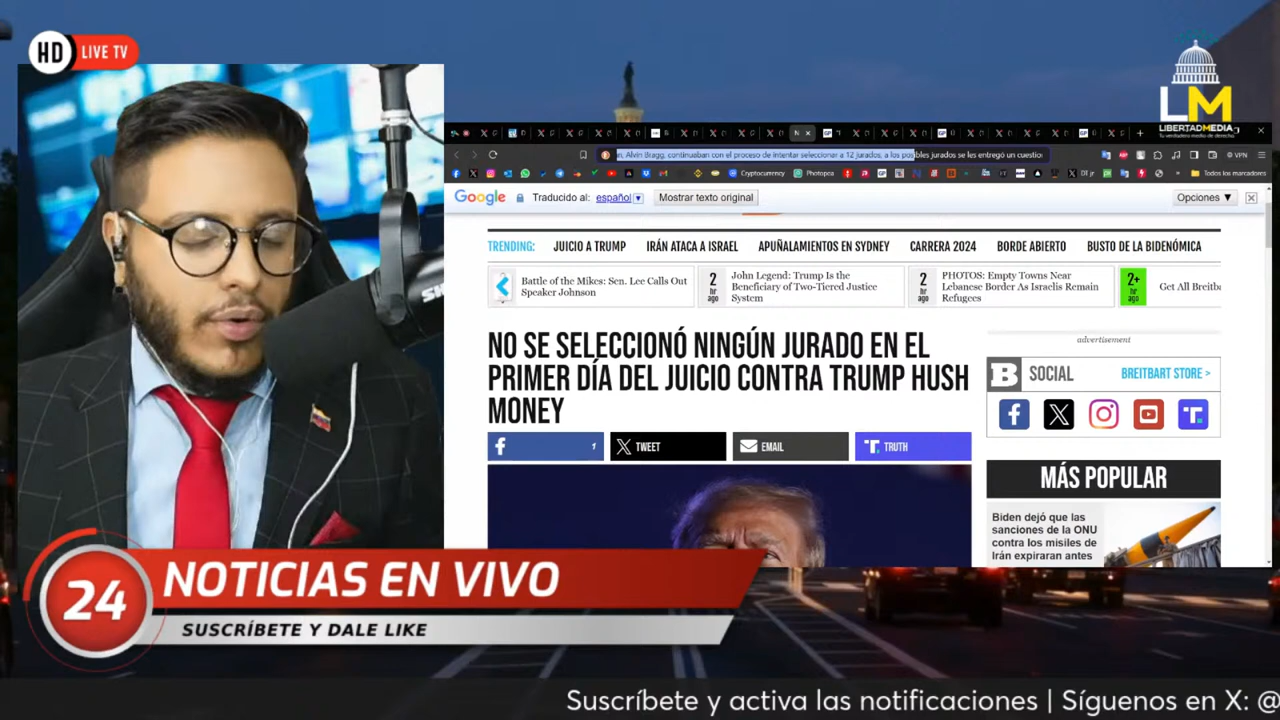 HD
LIVE TV
LM
LIBERTADMEDIA
Tu verdadero medio de derecha
n, Alvin Bragg, continuaban con el proceso de intentar seleccionar a 12 jurados, a los posibles jurados se les entregó un cuestio
VPN
Cryptocurrency
Photopea
Todos los marcadores
Google
Traducido al:
español
Mostrar texto original
Opciones ▼
TRENDING:
JUICIO A TRUMP
IRÁN ATACA A ISRAEL
APUÑALAMIENTOS EN SYDNEY
CARRERA 2024
BORDE ABIERTO
BUSTO DE LA BIDENÓMICA
Battle of the Mikes: Sen. Lee Calls Out
Speaker Johnson
2
hr
ago
John Legend: Trump Is the
Beneficiary of Two-Tiered Justice
System
2
hr
ago
PHOTOS: Empty Towns Near
Lebanese Border As Israelis Remain
Refugees
2+
hr
ago
Get All Breitba
NO SE SELECCIONÓ NINGÚN JURADO EN EL
PRIMER DÍA DEL JUICIO CONTRA TRUMP HUSH
MONEY
1
TWEET
EMAIL
TRUTH
advertisement
B SOCIAL
BREITBART STORE >
MÁS POPULAR
Biden dejó que las
sanciones de la ONU
contra los misiles de
Irán expiraran antes
24
NOTICIAS EN VIVO
SUSCRÍBETE Y DALE LIKE
Suscríbete y activa las notificaciones | Síguenos en X: @